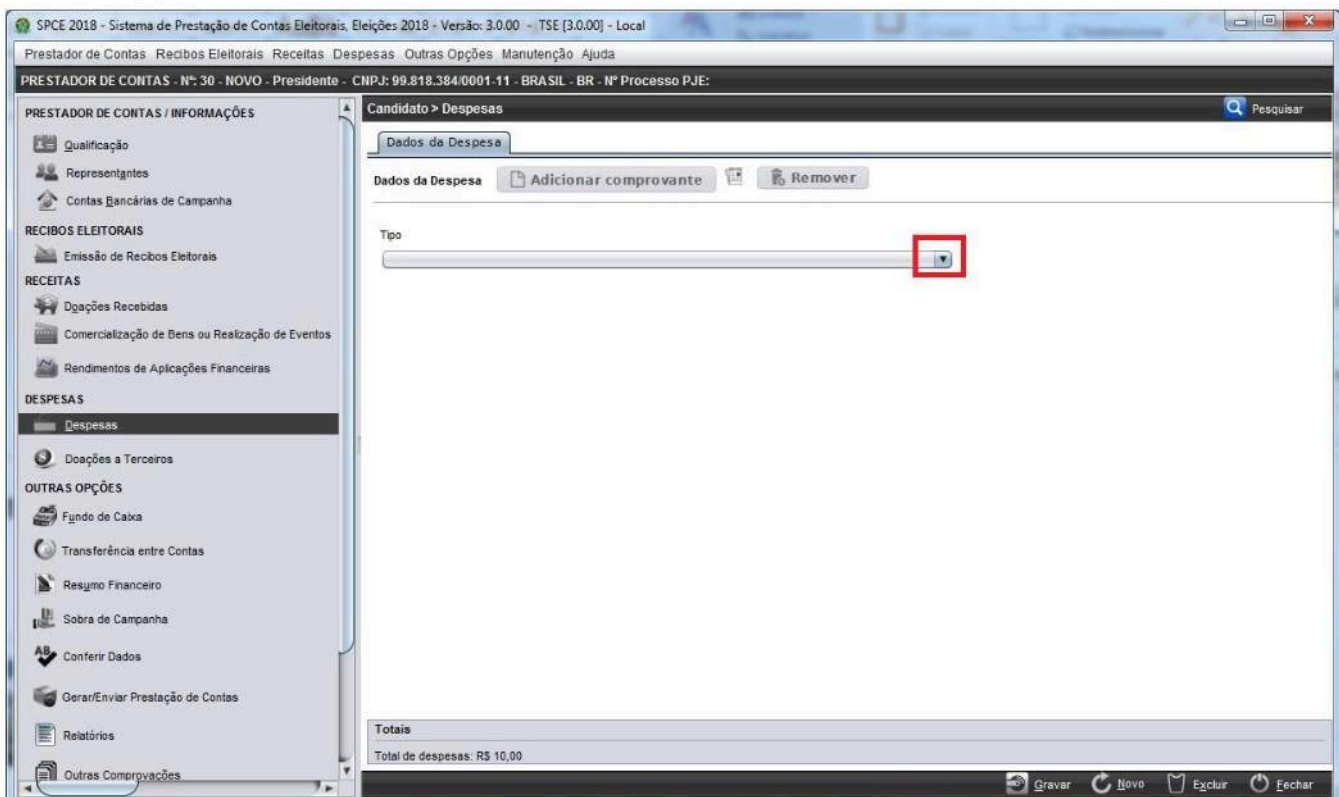 SPCE 2018 - Sistema de Prestação de Contas Eleitorais, Eleições 2018 - Versão: 3.0.00 - TSE [3.0.00] - Local
Prestador de Contas Recibos Eleitorais Receitas Despesas Outras Opções Manutenção Ajuda
PRESTADOR DE CONTAS - Nº: 30 - NOVO - Presidente - CNPJ: 99.818.384/0001-11 - BRASIL - BR - Nº Processo PJE:
PRESTADOR DE CONTAS / INFORMAÇÕES
Qualificação
Representantes
Contas Bancárias de Campanha
RECIBOS ELEITORAIS
Emissão de Recibos Eleitorais
RECEITAS
Doações Recebidas
Comercialização de Bens ou Realização de Eventos
Rendimentos de Aplicações Financeiras
DESPESAS
Despesas
Doações a Terceiros
OUTRAS OPÇÕES
Fundo de Caixa
Transferência entre Contas
Resumo Financeiro
Sobra de Campanha
Conferir Dados
Gerar/Enviar Prestação de Contas
Relatórios
Outras Comprovações
Candidato > Despesas
Pesquisar
Dados da Despesa
Dados da Despesa Adicionar comprovante Remover
Tipo
Totais
Total de despesas: R$ 10,00
Gravar Novo Excluir Fechar